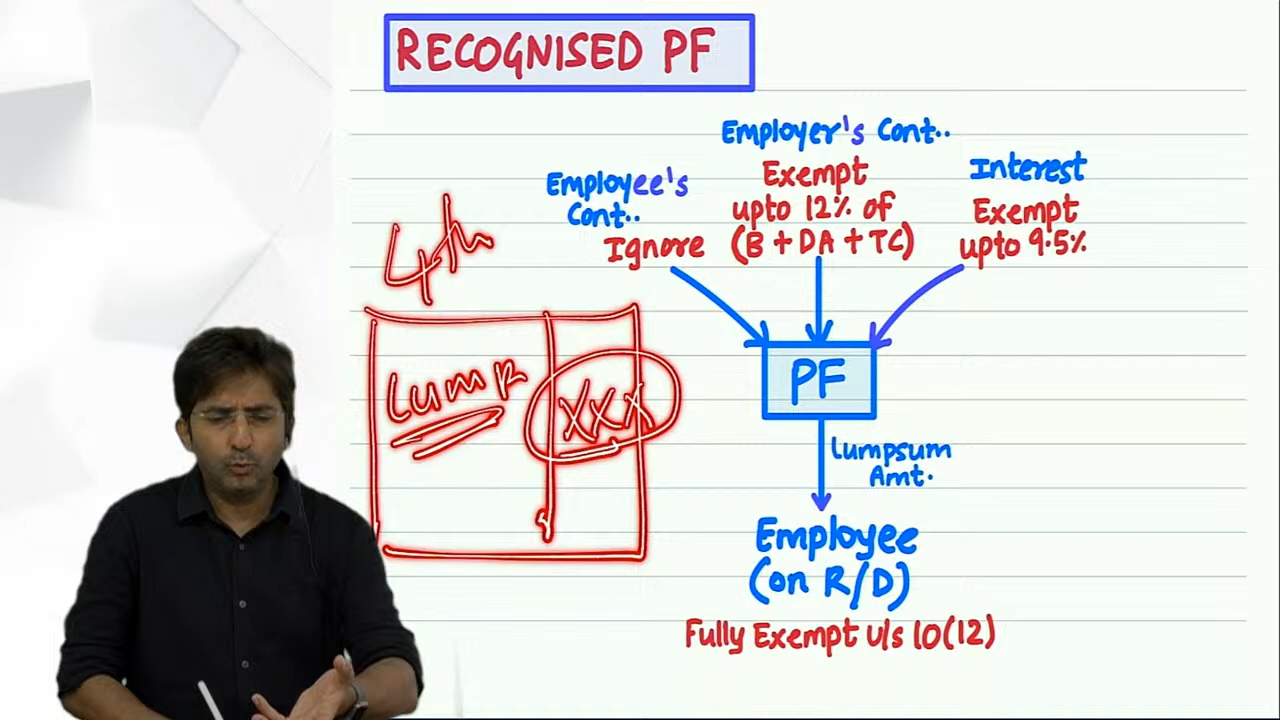 RECOGNISED PF
Employer's Cont..
Exempt
upto 12% of
(B + DA + TC)
Employee's
Cont..
Ignore
Interest
Exempt
upto 9.5%
4th
Lump
XXX
PF
Lumpsum
Amt.
Employee
(on R/D)
Fully Exempt u/s 10(12)